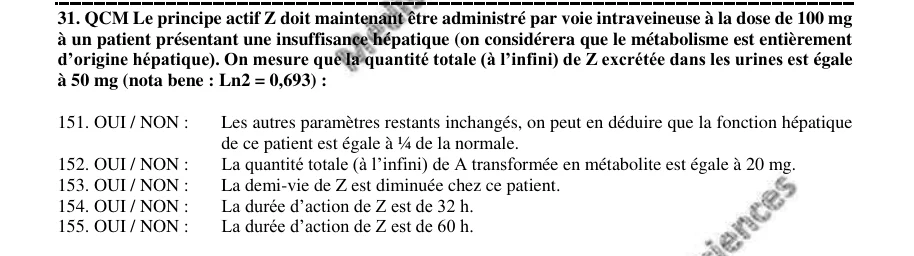 31. QCM Le principe actif Z doit maintenant être administré par voie intraveineuse à la dose de 100 mg
à un patient présentant une insuffisance hépatique (on considérera que le métabolisme est entièrement
d’origine hépatique). On mesure que la quantité totale (à l’infini) de Z excrétée dans les urines est égale
à 50 mg (nota bene : Ln2 = 0,693) :
151. OUI / NON : Les autres paramètres restants inchangés, on peut en déduire que la fonction hépatique
de ce patient est égale à ¼ de la normale.
152. OUI / NON : La quantité totale (à l’infini) de A transformée en métabolite est égale à 20 mg.
153. OUI / NON : La demi-vie de Z est diminuée chez ce patient.
154. OUI / NON : La durée d’action de Z est de 32 h.
155. OUI / NON : La durée d’action de Z est de 60 h.